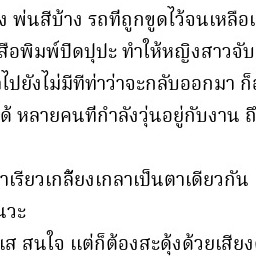 ง พ่นสีบ้าง รถที่ถูกขูดไว้จนเหลือแ
สือพิมพ์ปิดปุปะ ทำให้หญิงสาวจับ
ไปยังไม่มีทีท่าว่าจะกลับออกมา ก็
ด้ หลายคนที่กำลังวุ่นอยู่กับงาน ถึ
าเรียวเกลี้ยงเกลาเป็นตาเดียวกัน
นวะ
เส สนใจ แต่ก็ต้องสะดุ้งด้วยเสียง